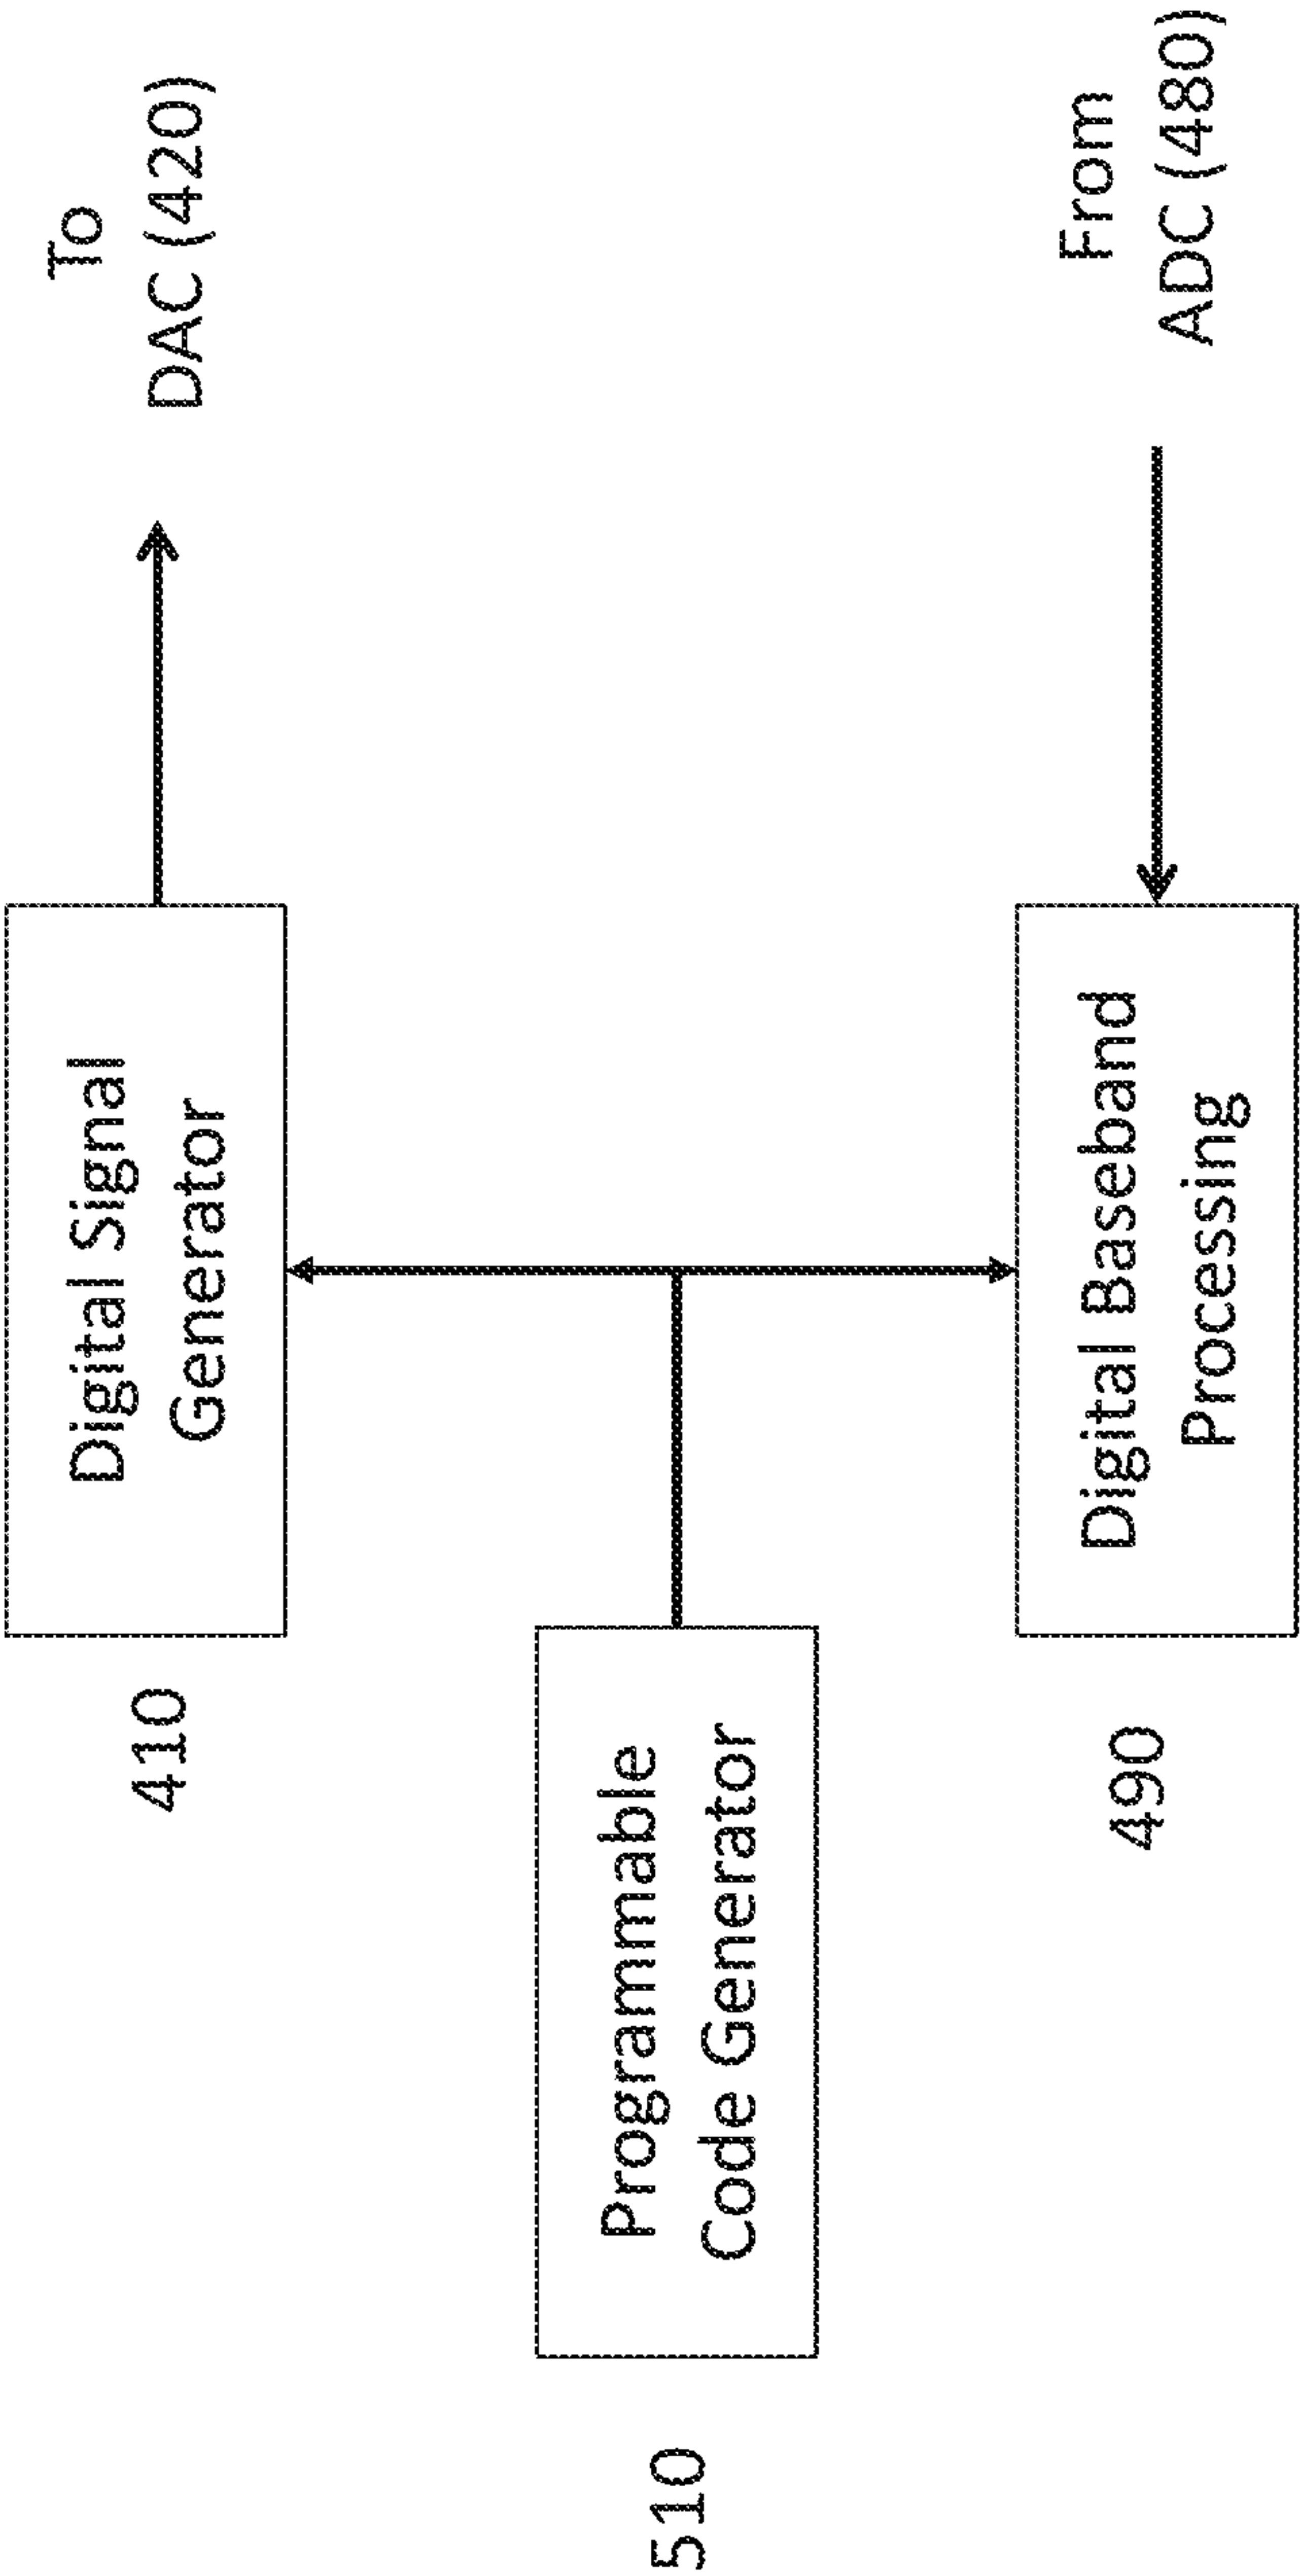 410
Digital Signal
Generator
To
DAC (420)
510
Programmable
Code Generator
490
Digital Baseband
Processing
From
ADC (480)